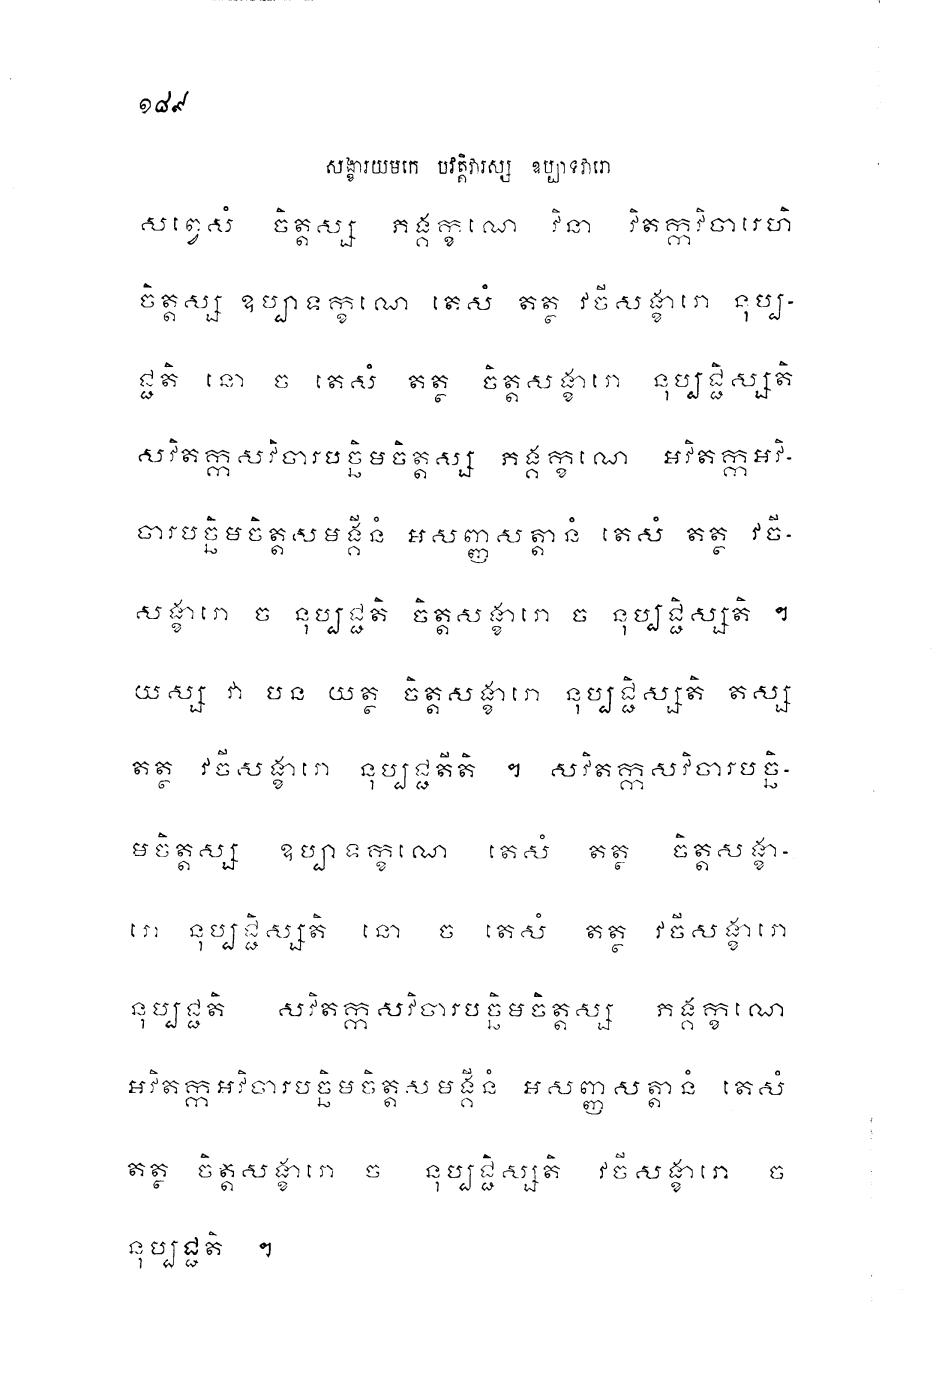 ១៨៩
សង្ខារយមកេ បវត្តិវារស្ស ឧប្បាទវារោ
សព្វេសំ ចិត្តស្ស ភង្គក្ខណេ វិនា វិតក្កវិចារេហិ
ចិត្តស្ស ឧប្បាទក្ខណេ តេសំ តត្ថ វចីសង្ខារោ នុប្ប-
ជ្ជតិ នោ ច តេសំ តត្ថ ចិត្តសង្ខារោ នុប្បជ្ជិស្សតិ
សវិតក្កសវិចារបច្ឆិមចិត្តស្ស ភង្គក្ខណេ អវិតក្កអវិ-
ចារបច្ឆិមចិត្តសមង្គីនំ អសញ្ញសត្តានំ តេសំ តត្ថ វចី-
សង្ខារោ ច នុប្បជ្ជតិ ចិត្តសង្ខារោ ច នុប្បជ្ជិស្សតិ ។
យស្ស វា បន យត្ថ ចិត្តសង្ខារោ នុប្បជ្ជិស្សតិ តស្ស
តត្ថ វចីសង្ខារោ នុប្បជ្ជតីតិ ។ សវិតក្កសវិចារបច្ឆិ-
មចិត្តស្ស ឧប្បាទក្ខណេ តេសំ តត្ថ ចិត្តសង្ខា-
រោ នុប្បជ្ជិស្សតិ នោ ច តេសំ តត្ថ វចីសង្ខារោ
នុប្បជ្ជតិ សវិតក្កសវិចារបច្ឆិមចិត្តស្ស ភង្គក្ខណេ
អវិតក្កអវិចារបច្ឆិមចិត្តសមង្គីនំ អសញ្ញសត្តានំ តេសំ
តត្ថ ចិត្តសង្ខារោ ច នុប្បជ្ជិស្សតិ វចីសង្ខារោ ច
នុប្បជ្ជតិ ។